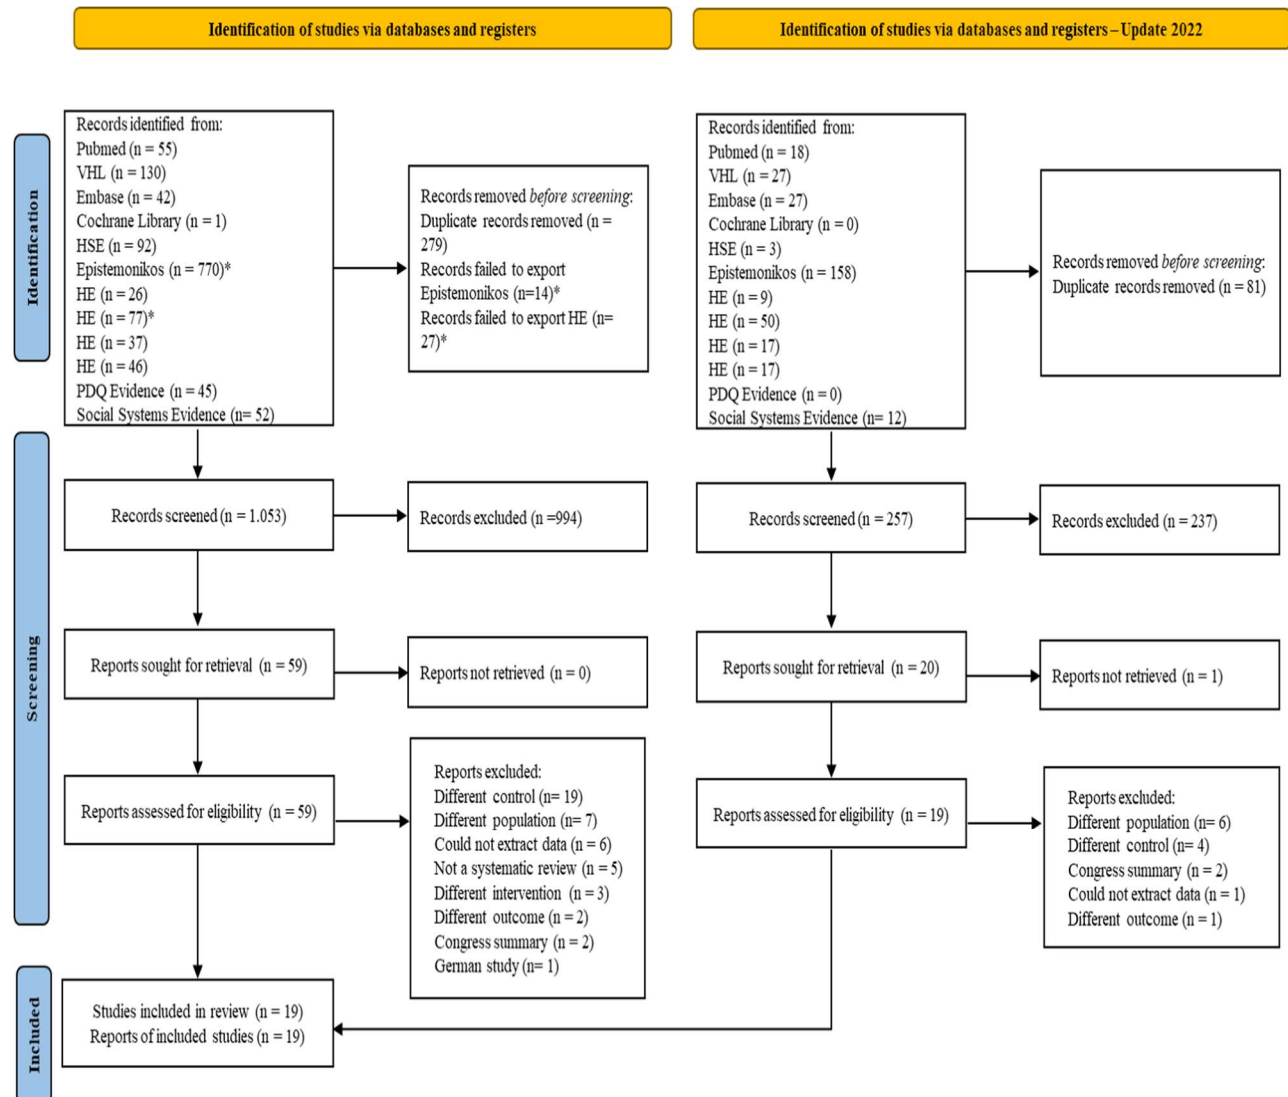 Identification of studies via databases and registers
Identification of studies via databases and registers – Update 2022
Identification
Records identified from:
Pubmed (n = 55)
VHL (n = 130)
Embase (n = 42)
Cochrane Library (n = 1)
HSE (n = 92)
Epistemonikos (n = 770)*
HE (n = 26)
HE (n = 77)*
HE (n = 37)
HE (n = 46)
PDQ Evidence (n = 45)
Social Systems Evidence (n= 52)
Records removed before screening:
Duplicate records removed (n =
279)
Records failed to export
Epistemonikos (n=14)*
Records failed to export HE (n=
27)*
Records identified from:
Pubmed (n = 18)
VHL (n = 27)
Embase (n = 27)
Cochrane Library (n = 0)
HSE (n = 3)
Epistemonikos (n = 158)
HE (n = 9)
HE (n = 50)
HE (n = 17)
HE (n = 17)
PDQ Evidence (n = 0)
Social Systems Evidence (n= 12)
Records removed before screening:
Duplicate records removed (n = 81)
Screening
Records screened (n = 1.053)
Records excluded (n =994)
Records screened (n = 257)
Records excluded (n = 237)
Reports sought for retrieval (n = 59)
Reports not retrieved (n = 0)
Reports sought for retrieval (n = 20)
Reports not retrieved (n = 1)
Reports assessed for eligibility (n = 59)
Reports excluded:
Different control (n= 19)
Different population (n= 7)
Could not extract data (n = 6)
Not a systematic review (n = 5)
Different intervention (n = 3)
Different outcome (n = 2)
Congress summary (n = 2)
German study (n= 1)
Reports assessed for eligibility (n = 19)
Reports excluded:
Different population (n= 6)
Different control (n= 4)
Congress summary (n = 2)
Could not extract data (n = 1)
Different outcome (n = 1)
Included
Studies included in review (n = 19)
Reports of included studies (n = 19)